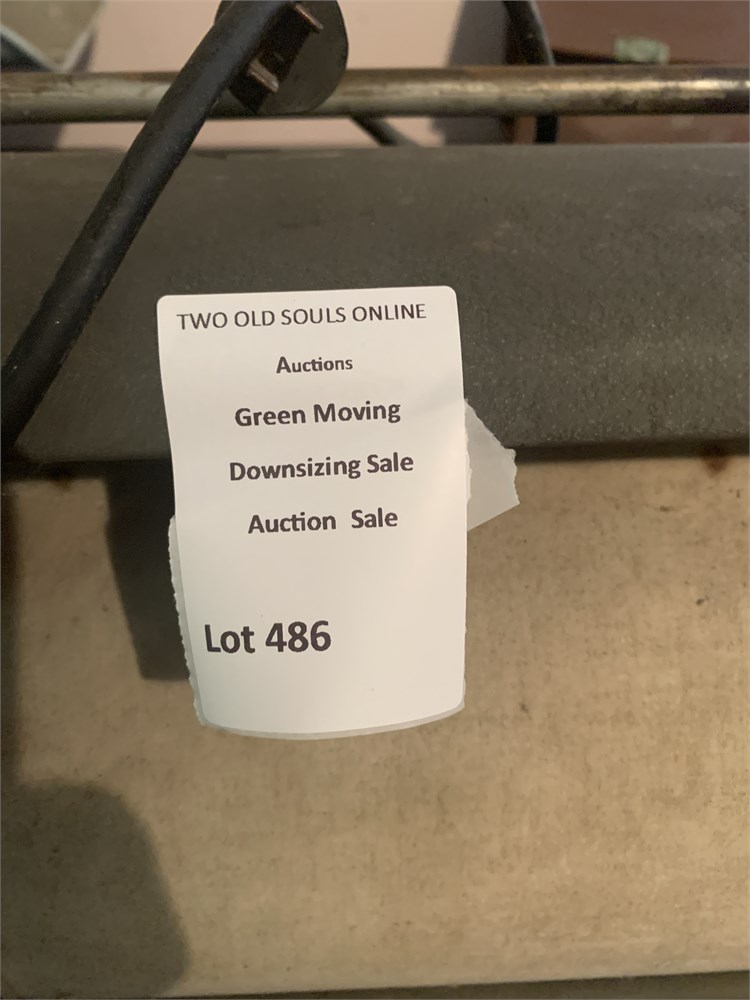 TWO OLD SOULS ONLINE
Auctions
Green Moving
Downsizing Sale
Auction Sale
Lot 486